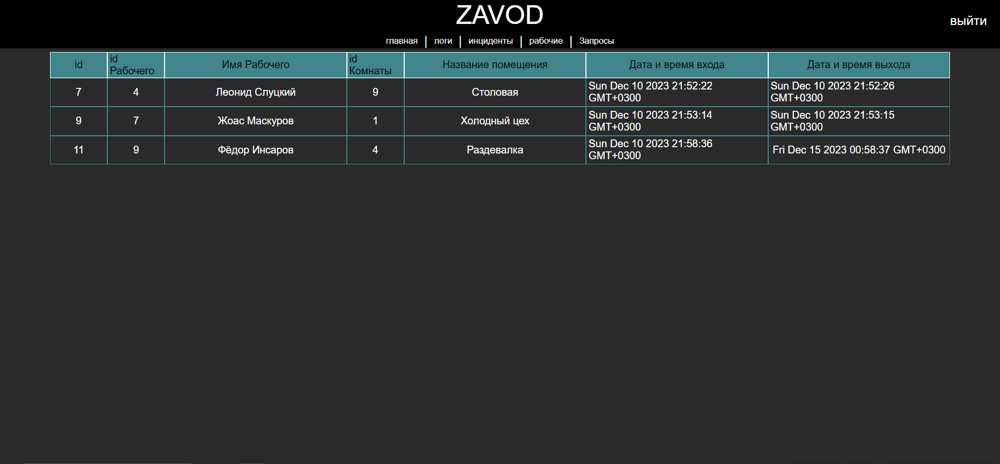 ZAVOD
ВЫЙТИ
главная | логи | инциденты | рабочие | Запросы
id
id
Рабочего
Имя Рабочего
id
Комнаты
Название помещения
Дата и время входа
Дата и время выхода
7
4
Леонид Слуцкий
9
Столовая
Sun Dec 10 2023 21:52:22
GMT+0300
Sun Dec 10 2023 21:52:26
GMT+0300
9
7
Жоас Маскуров
1
Холодный цех
Sun Dec 10 2023 21:53:14
GMT+0300
Sun Dec 10 2023 21:53:15
GMT+0300
11
9
Фёдор Инсаров
4
Раздевалка
Sun Dec 10 2023 21:58:36
GMT+0300
Fri Dec 15 2023 00:58:37 GMT+0300